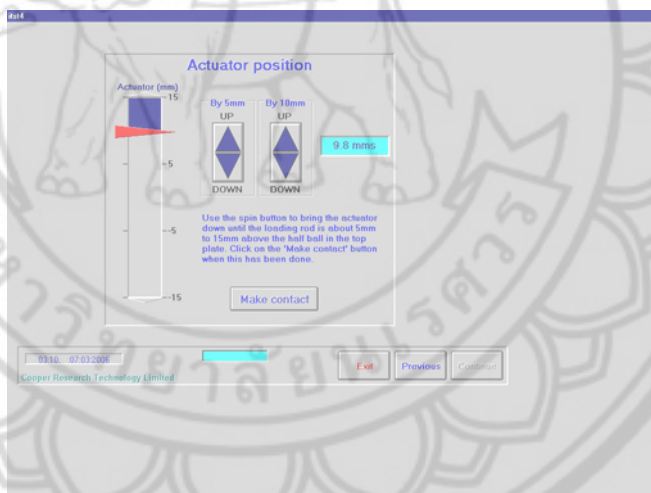 Actuator position
Actuator (mm)
15
5
-5
-15
By 5mm
UP
DOWN
By 10mm
UP
DOWN
9.8 mms
Use the spin button to bring the actuator
down until the loading rod is about 5mm
to 15mm above the half ball in the top
plate. Click on the 'Make contact' button
when this has been done.
Make contact
03:10 07.03.2006
Cooper Research Technology Limited
Exit
Previous
Continue